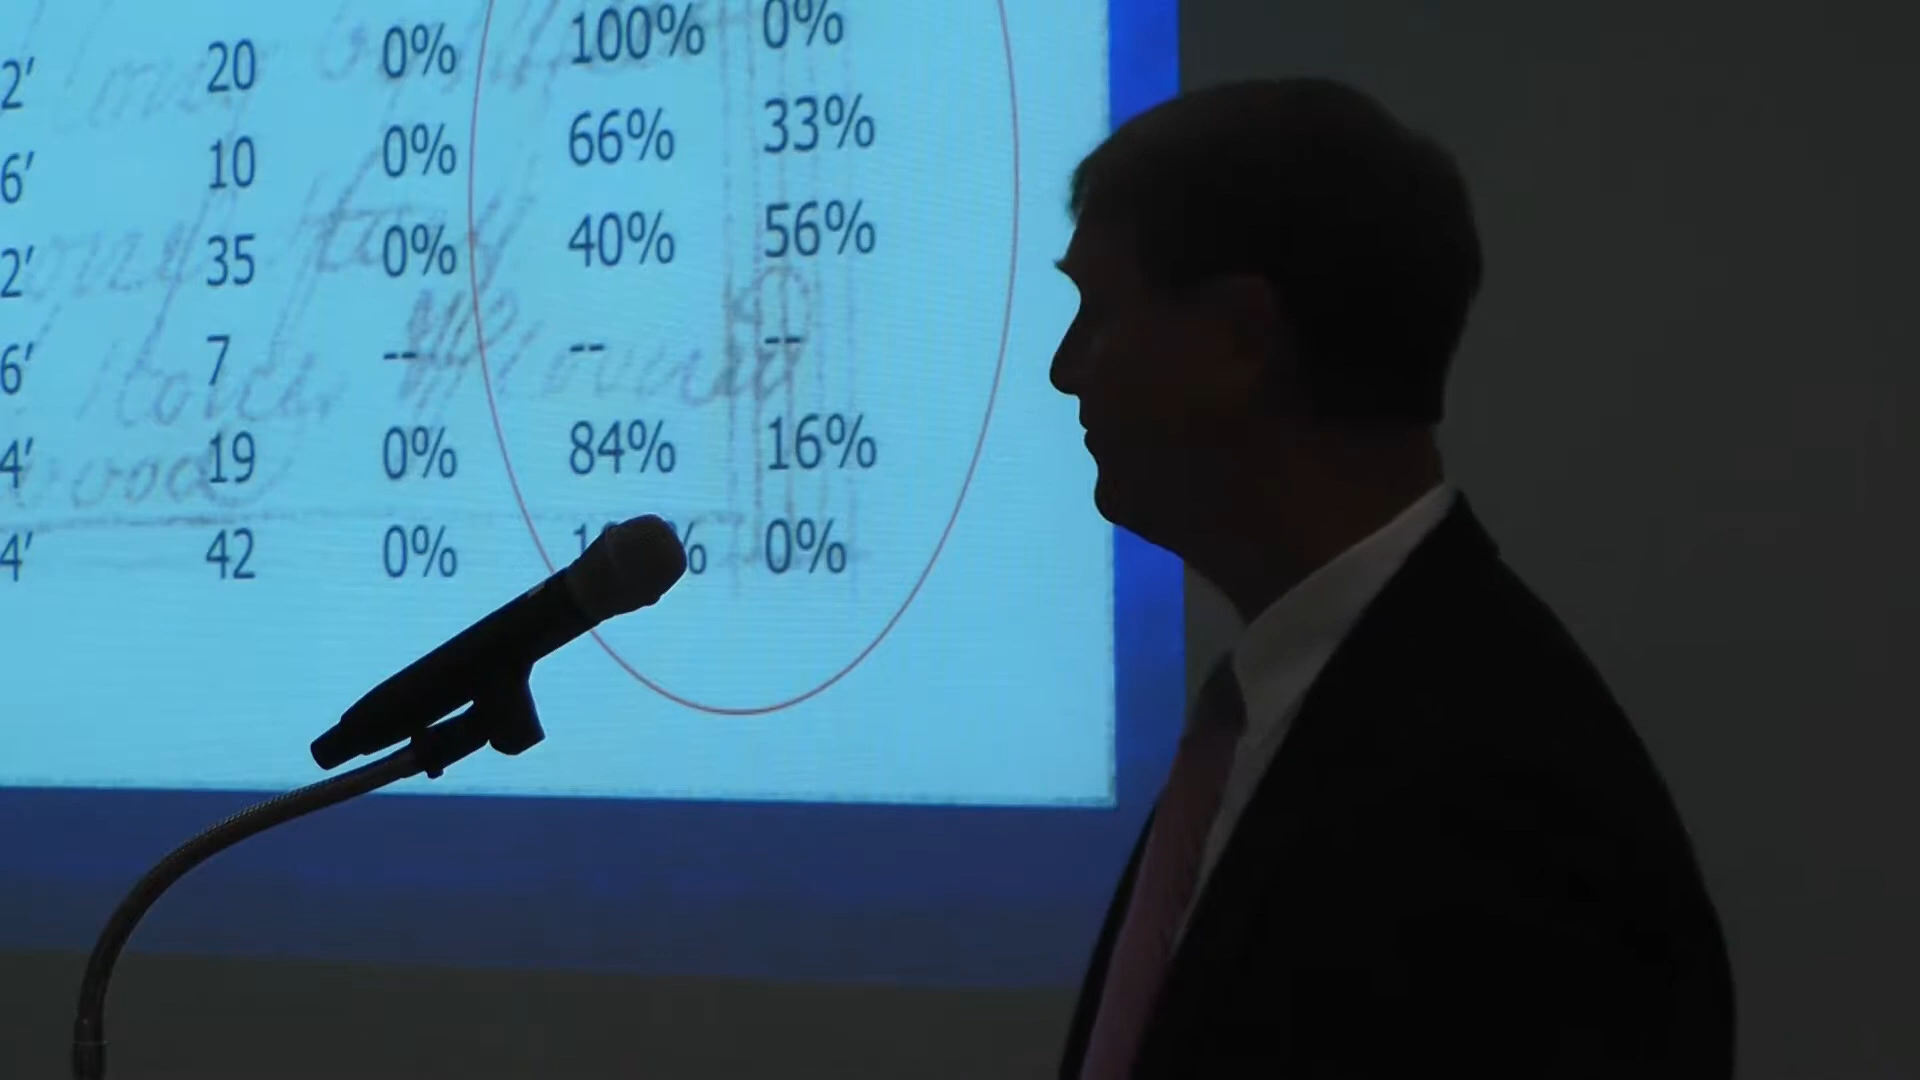 2' 20 0% 100% 0%
6' 10 0% 66% 33%
2' 35 0% 40% 56%
6' 7 -- -- --
4' 19 0% 84% 16%
4' 42 0% 0%